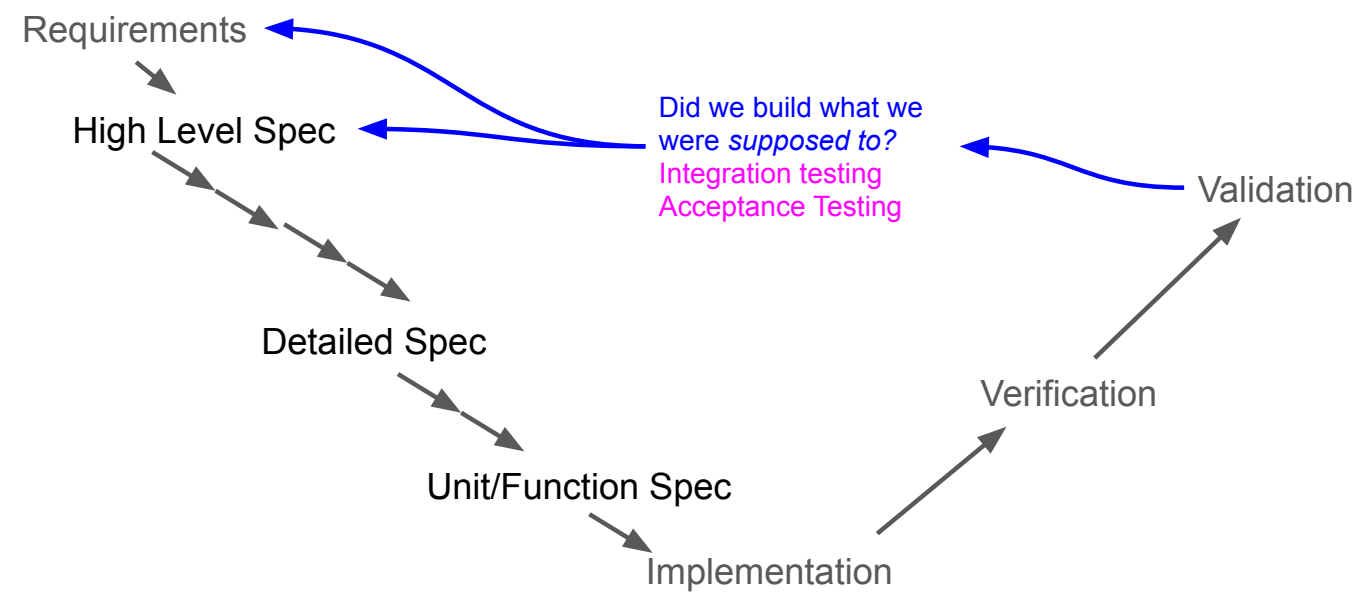 Requirements
High Level Spec
Did we build what we
were supposed to?
Integration testing
Acceptance Testing
Validation
Detailed Spec
Verification
Unit/Function Spec
Implementation